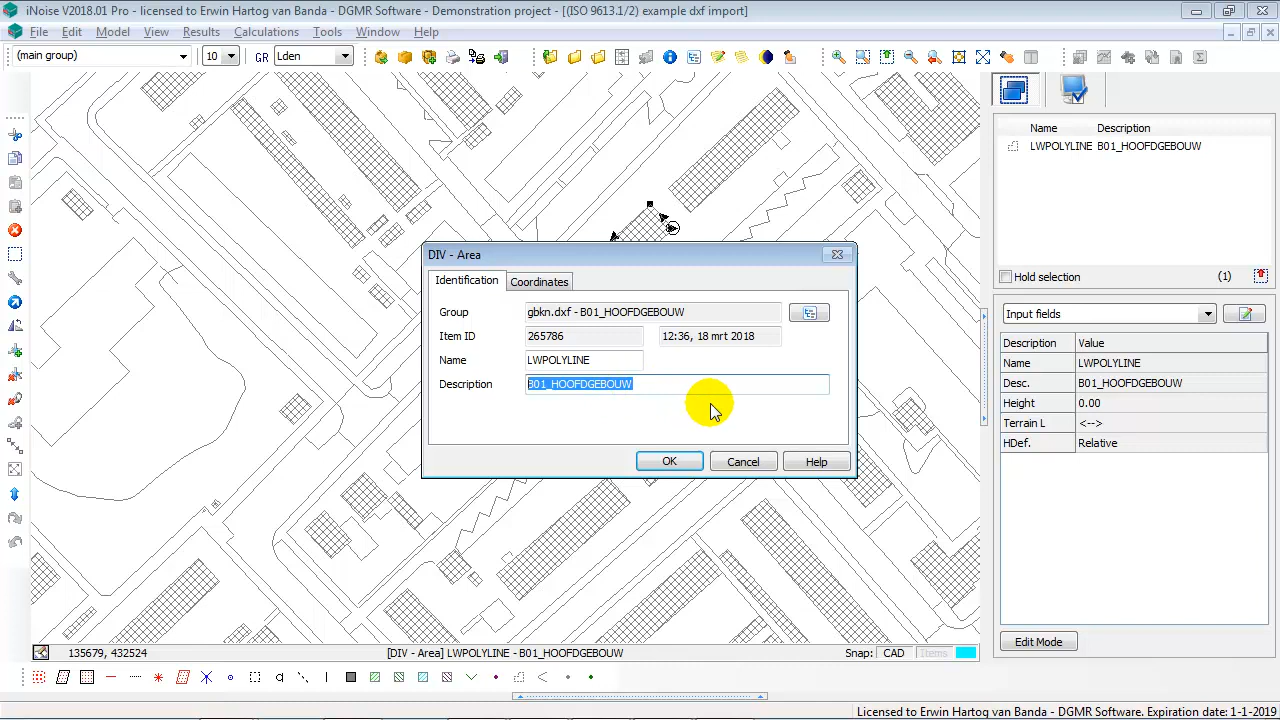 iNoise V2018.01 Pro - licensed to Erwin Hartog van Banda - DGMR Software - Demonstration project - [(ISO 9613.1/2) example dxf import]
File Edit Model View Results Calculations Tools Window Help
(main group) 10 GR Lden
Name Description
LWPOLYLINE B01_HOOFDGEBOUW
Hold selection (1)
Input fields
Description Value
Name LWPOLYLINE
Desc. B01_HOOFDGEBOUW
Height 0.00
Terrain L <-->
HDef. Relative
Edit Mode
DIV - Area
Identification Coordinates
Group gbkn.dxf - B01_HOOFDGEBOUW
Item ID 265786 12:36, 18 mrt 2018
Name LWPOLYLINE
Description B01_HOOFDGEBOUW
OK Cancel Help
135679, 432524 [DIV - Area] LWPOLYLINE - B01_HOOFDGEBOUW Snap: CAD Items
Licensed to Erwin Hartog van Banda - DGMR Software. Expiration date: 1-1-2019